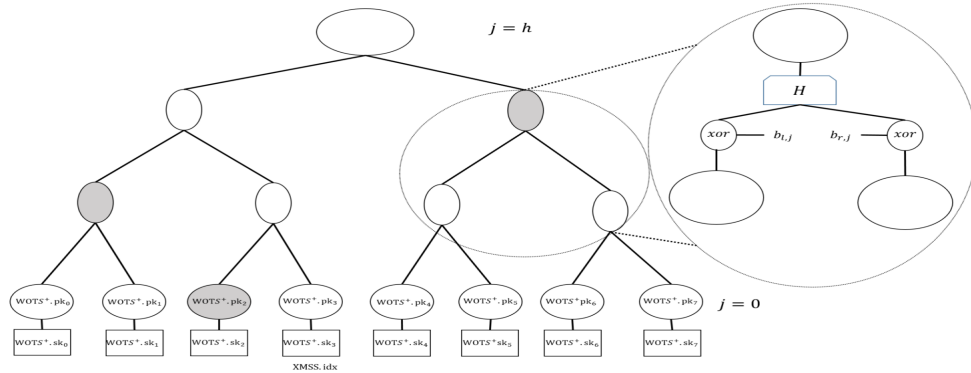 j = h
H
xor
b_{l,j}
b_{r,j}
xor
WOTS⁺.pk₀
WOTS⁺.pk₁
WOTS⁺.pk₂
WOTS⁺.pk₃
WOTS⁺.pk₄
WOTS⁺.pk₅
WOTS⁺pk₆
WOTS⁺.pk₇
j = 0
WOTS⁺.sk₀
WOTS⁺.sk₁
WOTS⁺.sk₂
WOTS⁺.sk₃
WOTS⁺.sk₄
WOTS⁺sk₅
WOTS⁺.sk₆
WOTS⁺.sk₇
XMSS.idx